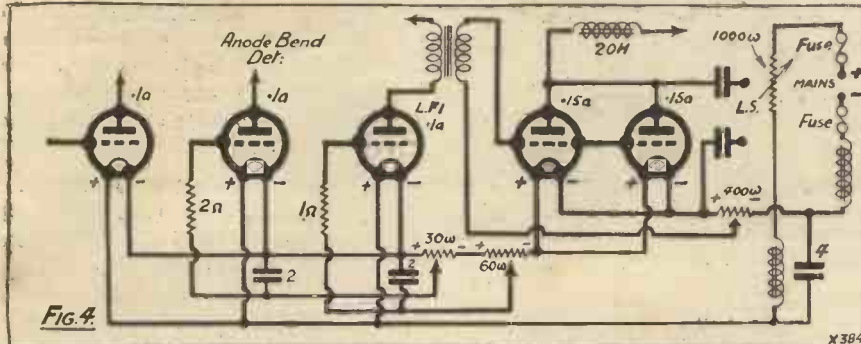 Anode Bend
Det:
·1a
·1a
L.F.1
·1a
20H
·15a
·15a
1000ω
Fuse
+
MAINS
-
L.S.
Fuse
+ -
+ -
+ -
+ -
+ -
2Ω
1Ω
+ 400ω -
+ 30ω -
+ 60ω -
2
2
4
FIG. 4.
X384